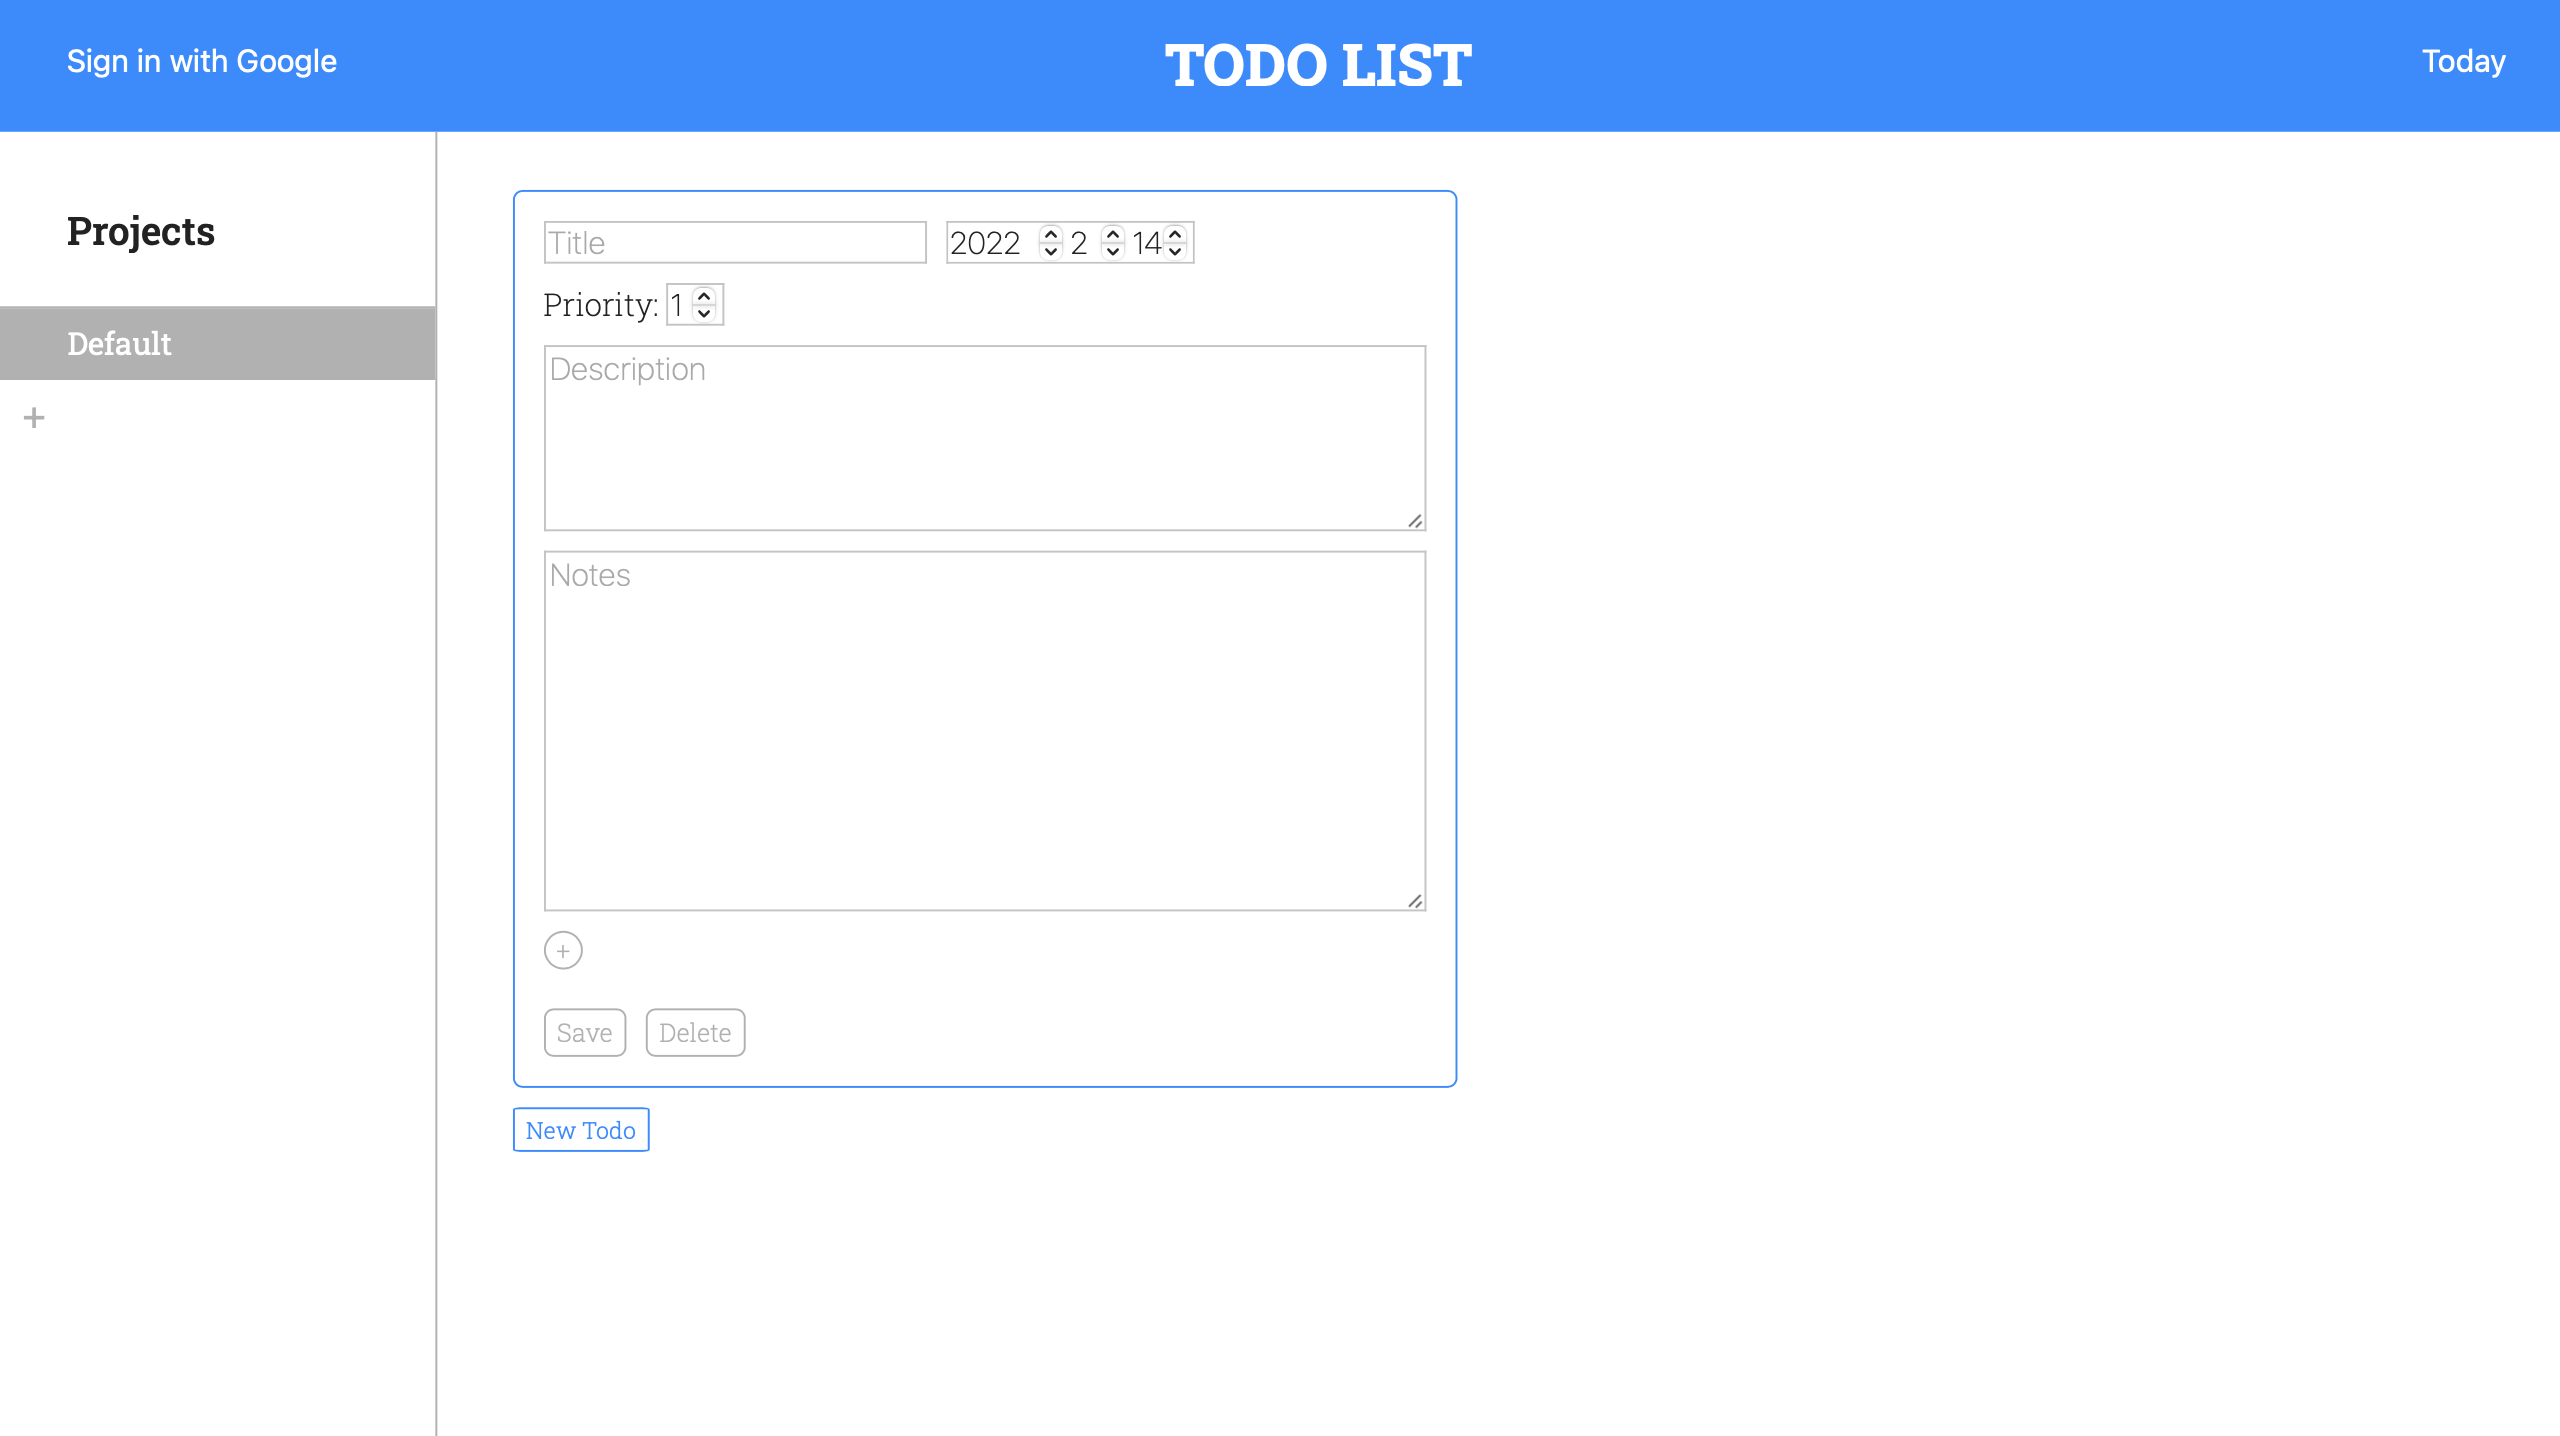 Sign in with Google
TODO LIST
Today
Projects
Default
+
Title
2022 2 14
Priority: 1
Description
Notes
+
Save Delete
New Todo